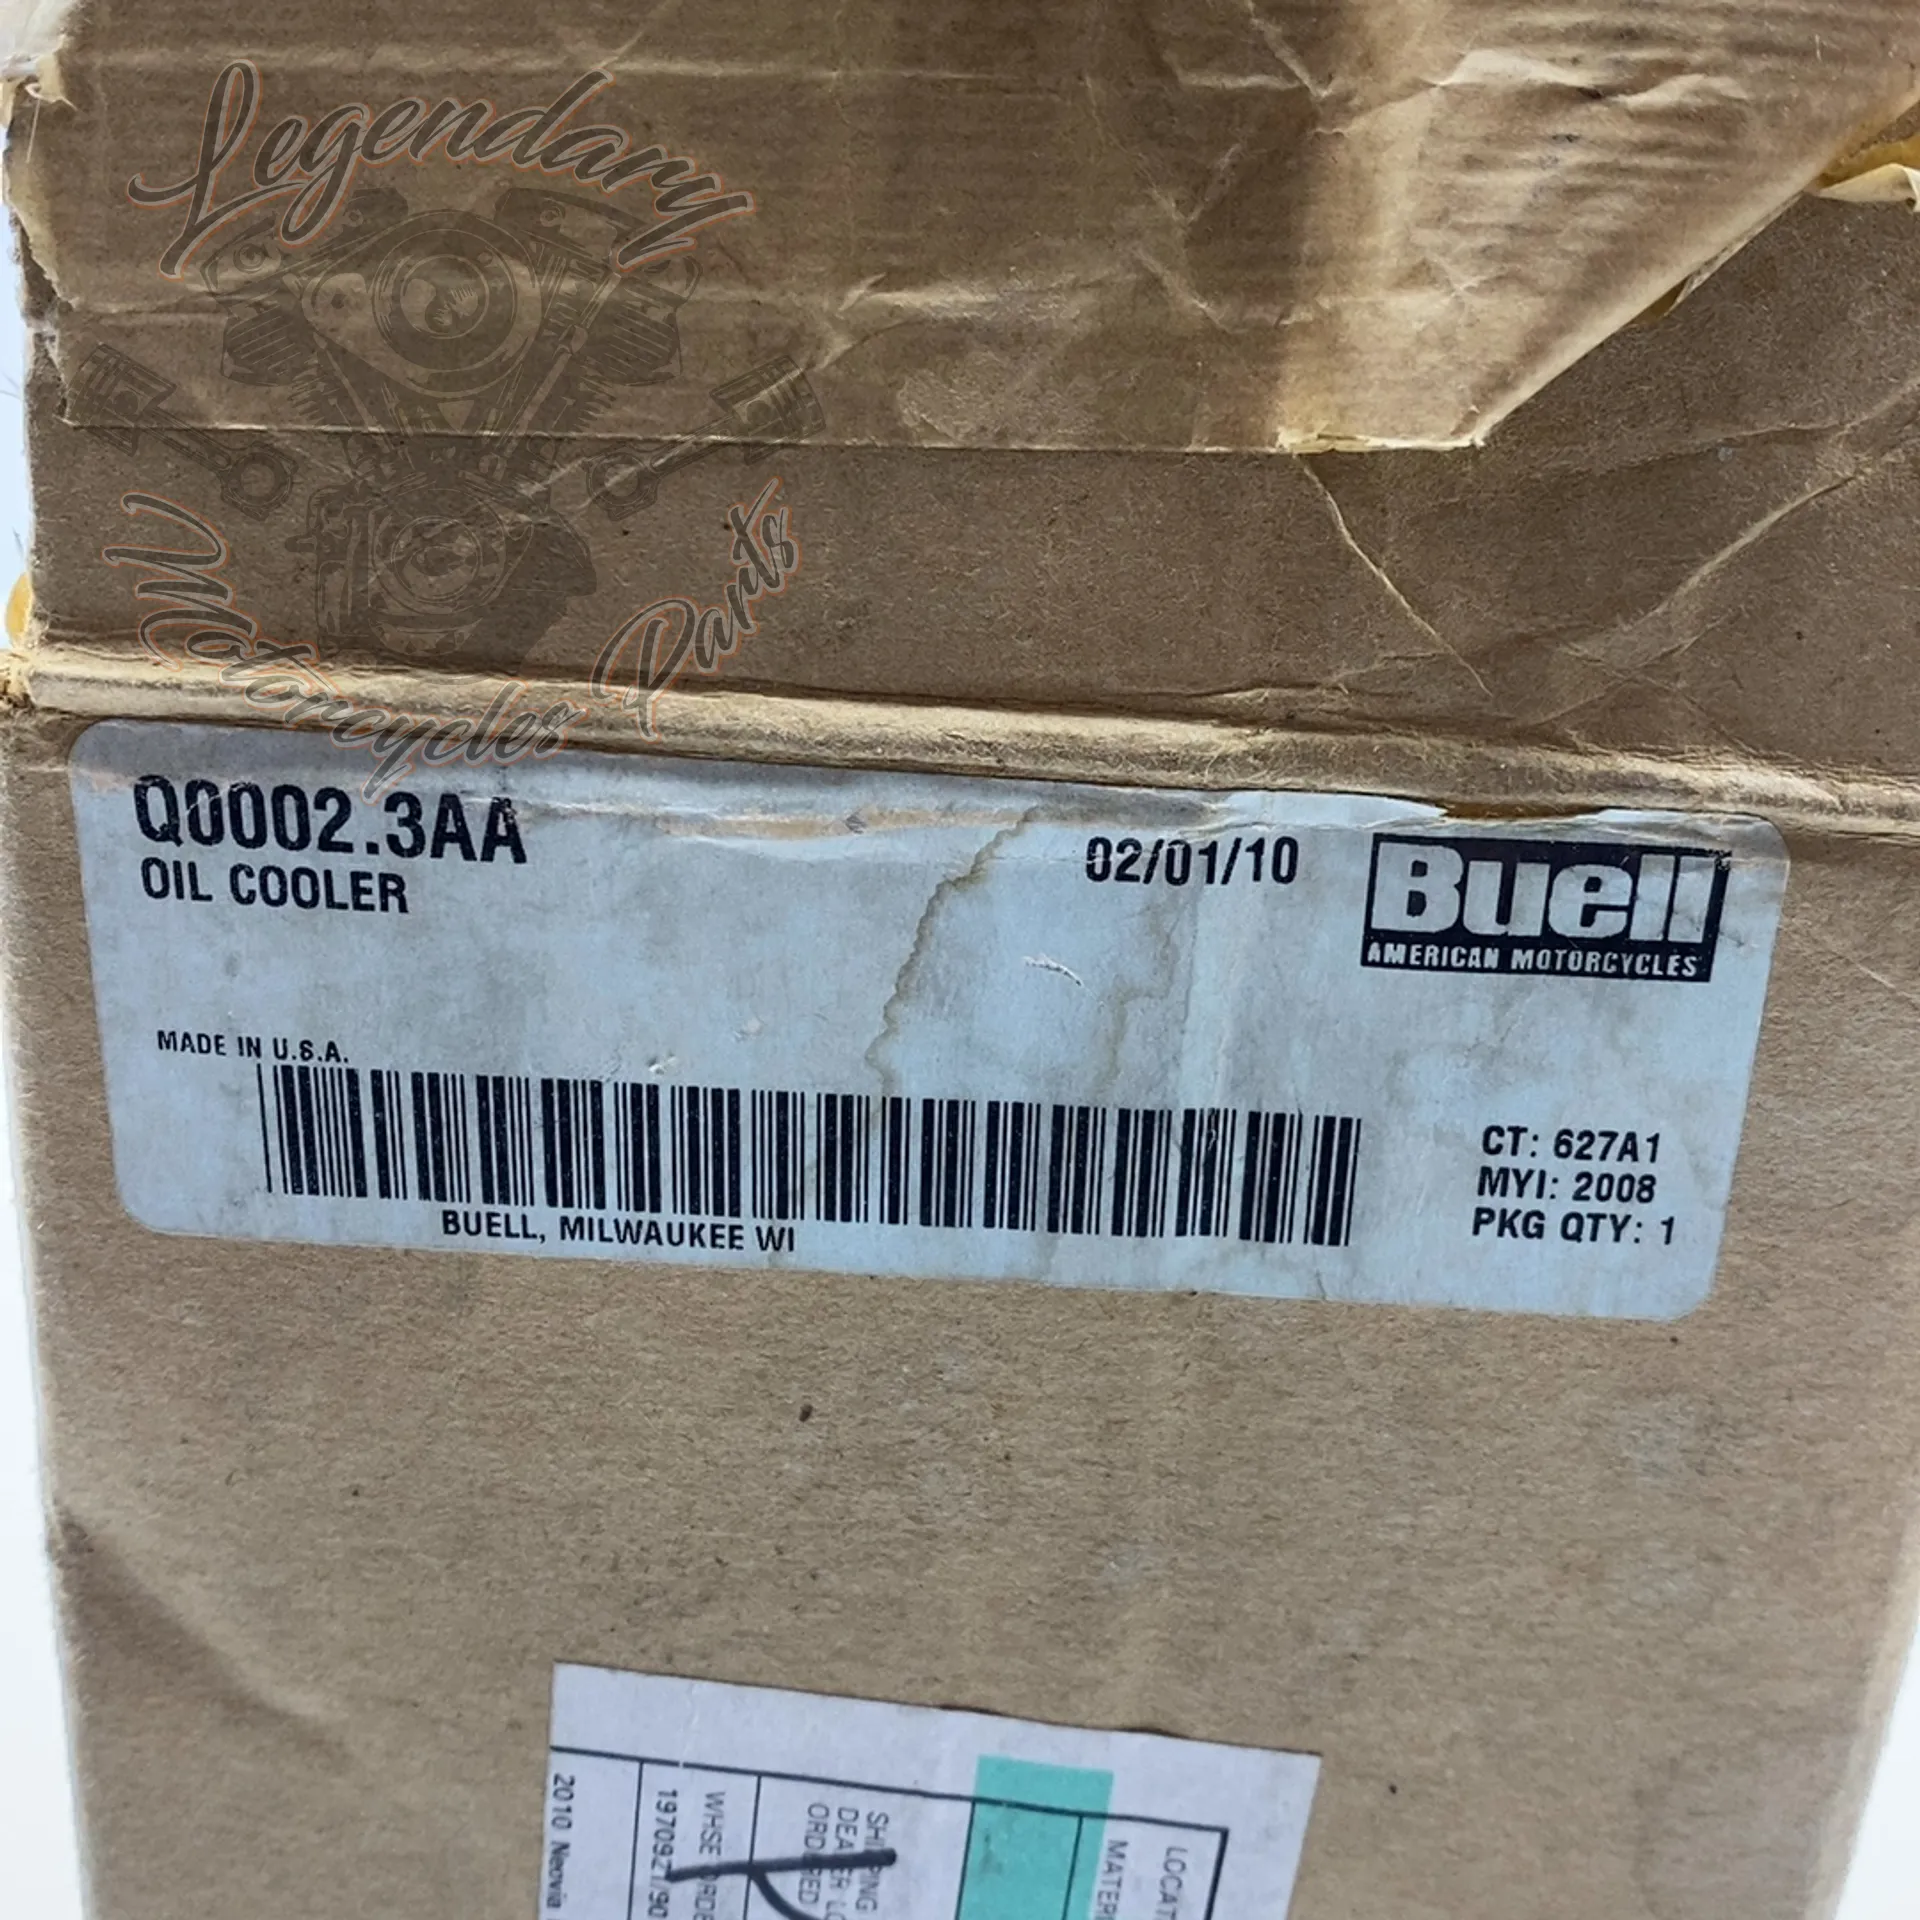 Legendary
Motorcycles Parts
Q0002.3AA
OIL COOLER
02/01/10
Buell
AMERICAN MOTORCYCLES
MADE IN U.S.A.
BUELL, MILWAUKEE WI
CT: 627A1
MYI: 2008
PKG QTY: 1
2010